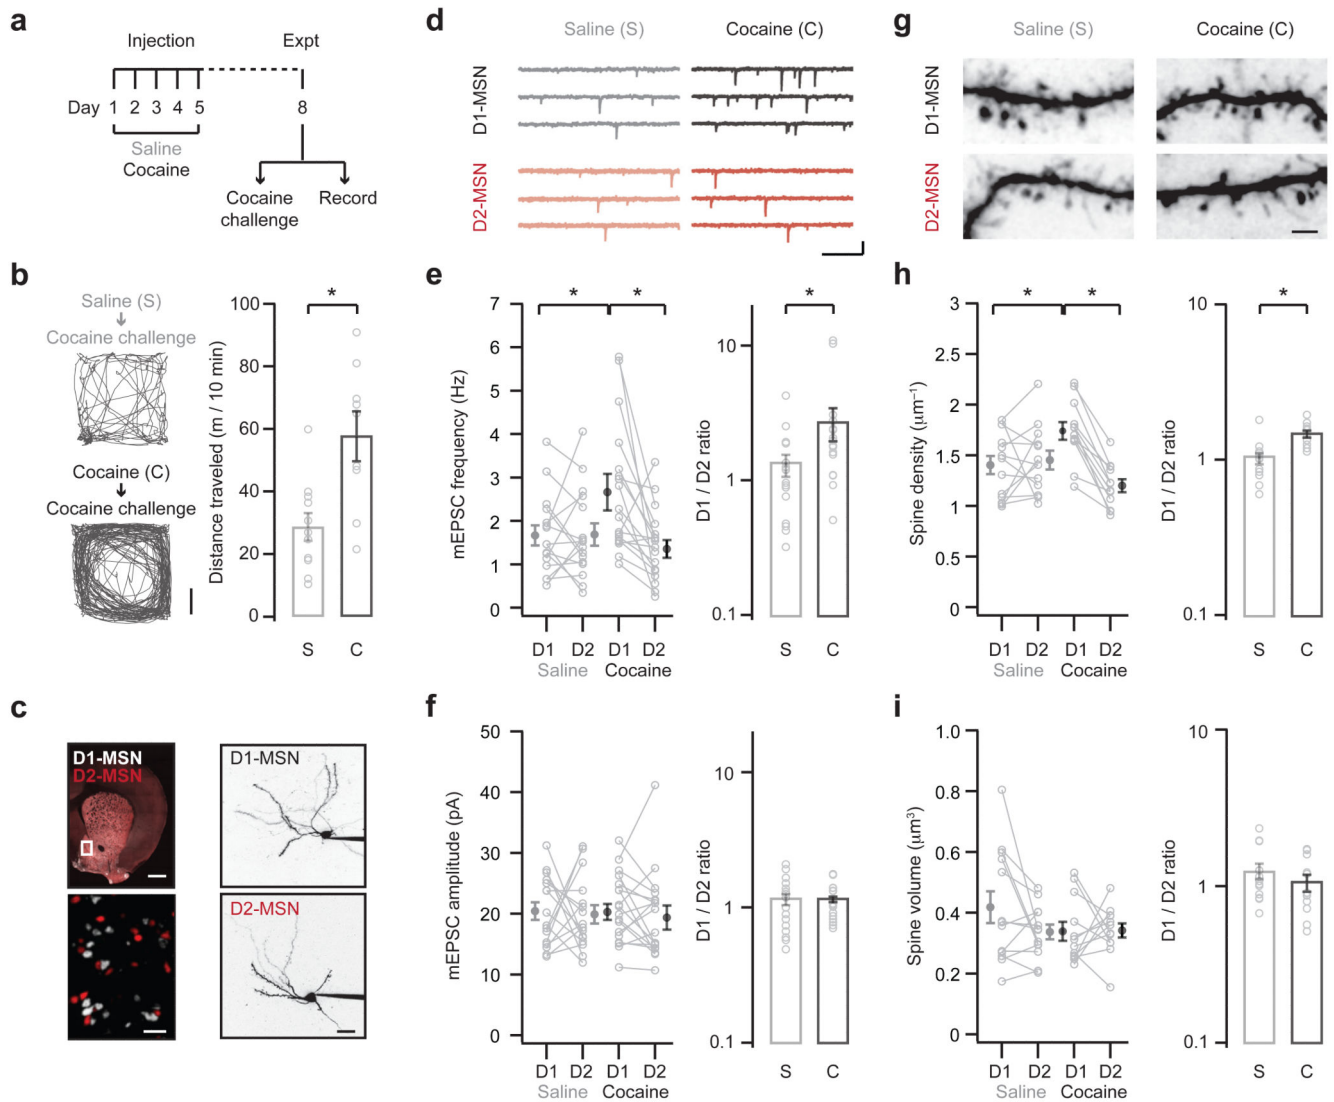 a
Injection Expt
Day 1 2 3 4 5 8
Saline
Cocaine
Cocaine challenge
Record
b
Saline (S)
Cocaine challenge
Cocaine (C)
Cocaine challenge
Distance traveled (m / 10 min)
100
80
60
40
20
0
*
S C
c
D1-MSN
D2-MSN
D1-MSN
D2-MSN
d
Saline (S) Cocaine (C)
D1-MSN
D2-MSN
e
mEPSC frequency (Hz)
7
6
5
4
3
2
1
0
* *
D1 D2 D1 D2
Saline Cocaine
D1 / D2 ratio
10
1
0.1
*
S C
f
mEPSC amplitude (pA)
50
40
30
20
10
0
D1 D2 D1 D2
Saline Cocaine
D1 / D2 ratio
10
1
0.1
S C
g
Saline (S) Cocaine (C)
D1-MSN
D2-MSN
h
Spine density (μm⁻¹)
3
2.5
2
1.5
1
0.5
0
* *
D1 D2 D1 D2
Saline Cocaine
D1 / D2 ratio
10
1
0.1
*
S C
i
Spine volume (μm³)
1.0
0.8
0.6
0.4
0.2
0
D1 D2 D1 D2
Saline Cocaine
D1 / D2 ratio
10
1
0.1
S C